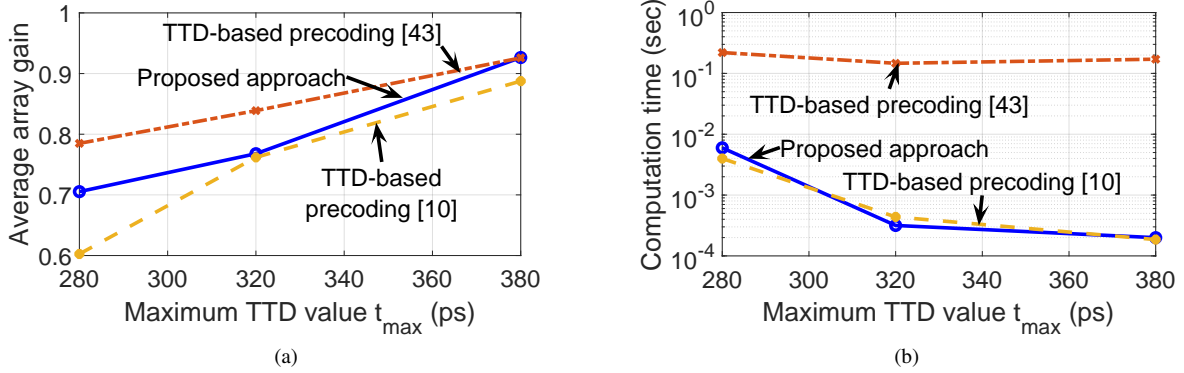 1
0.9
0.8
0.7
0.6
280
300
320
340
360
380
Average array gain
Maximum TTD value t_max (ps)
TTD-based precoding [43]
Proposed approach
TTD-based
precoding [10]
(a)
10^0
10^-1
10^-2
10^-3
10^-4
280
300
320
340
360
380
Computation time (sec)
Maximum TTD value t_max (ps)
TTD-based precoding [43]
Proposed approach
TTD-based precoding [10]
(b)